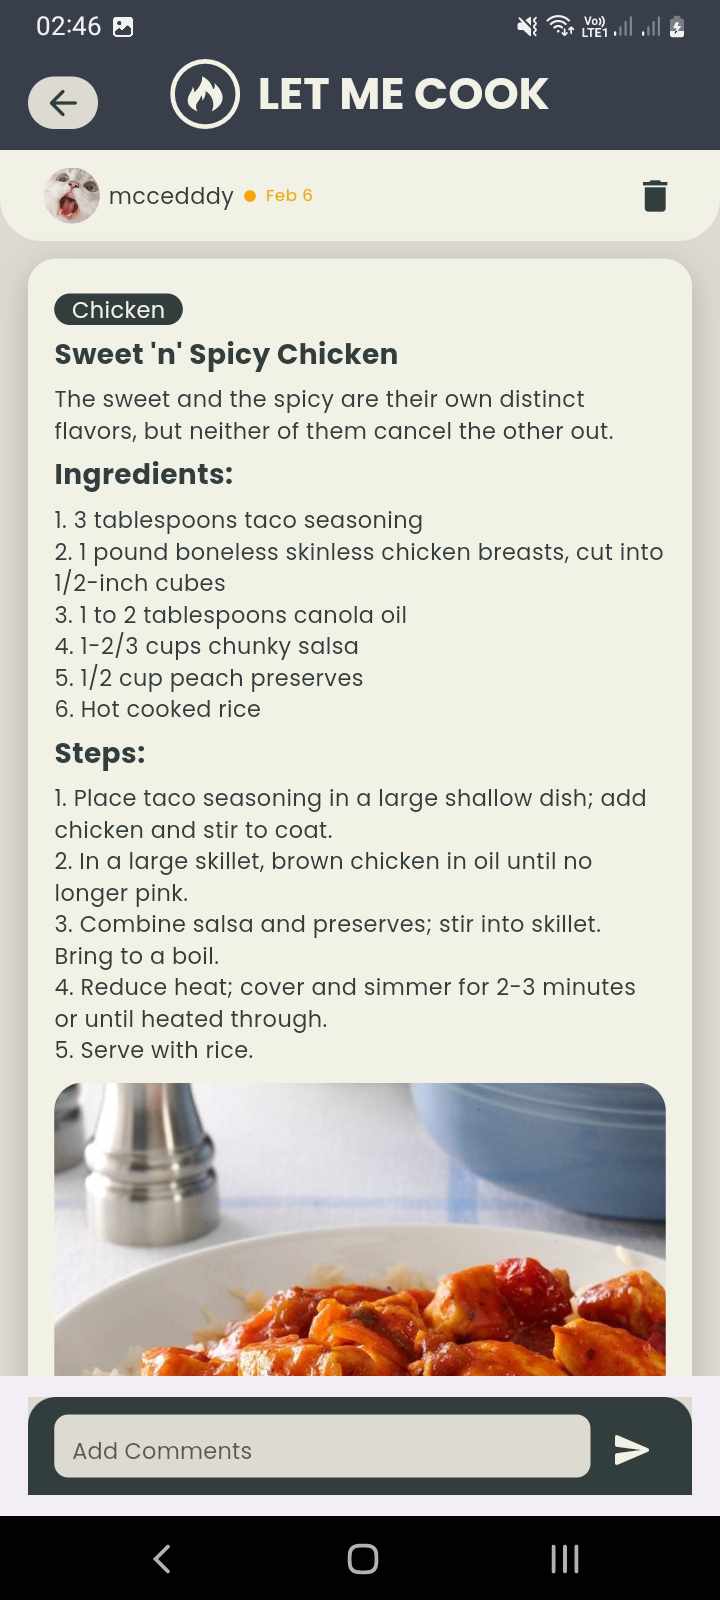 02:46
Vo))
LTE1
LET ME COOK
mccedddy
Feb 6
Chicken
Sweet 'n' Spicy Chicken
The sweet and the spicy are their own distinct
flavors, but neither of them cancel the other out.
Ingredients:
1. 3 tablespoons taco seasoning
2. 1 pound boneless skinless chicken breasts, cut into
1/2-inch cubes
3. 1 to 2 tablespoons canola oil
4. 1-2/3 cups chunky salsa
5. 1/2 cup peach preserves
6. Hot cooked rice
Steps:
1. Place taco seasoning in a large shallow dish; add
chicken and stir to coat.
2. In a large skillet, brown chicken in oil until no
longer pink.
3. Combine salsa and preserves; stir into skillet.
Bring to a boil.
4. Reduce heat; cover and simmer for 2-3 minutes
or until heated through.
5. Serve with rice.
Add Comments